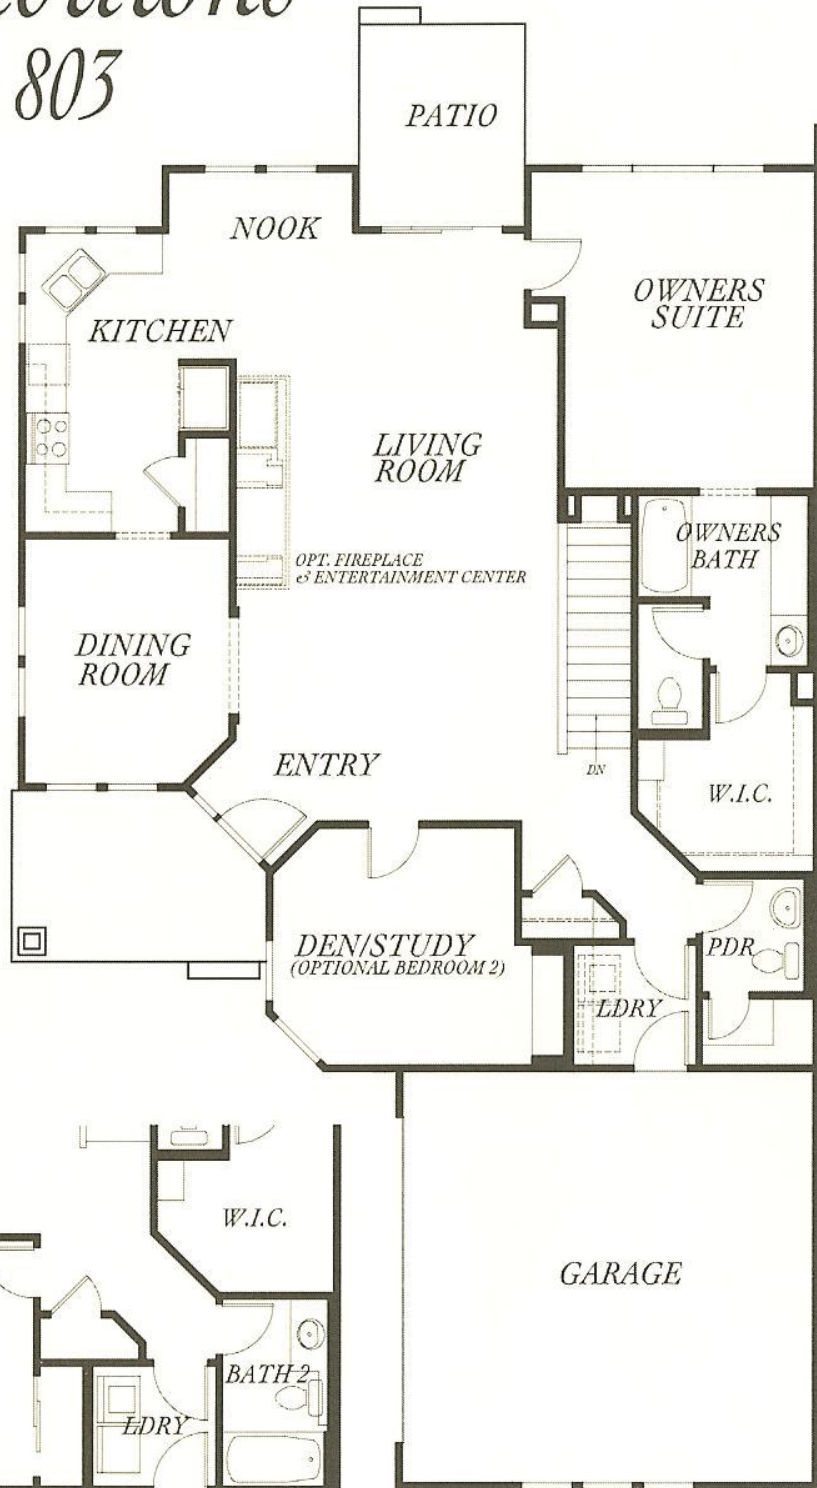 803
PATIO
NOOK
OWNERS
SUITE
KITCHEN
LIVING
ROOM
OWNERS
BATH
OPT. FIREPLACE
& ENTERTAINMENT CENTER
DINING
ROOM
ENTRY
DN
W.I.C.
DEN/STUDY
(OPTIONAL BEDROOM 2)
PDR
LDRY
W.I.C.
GARAGE
BATH 2
LDRY